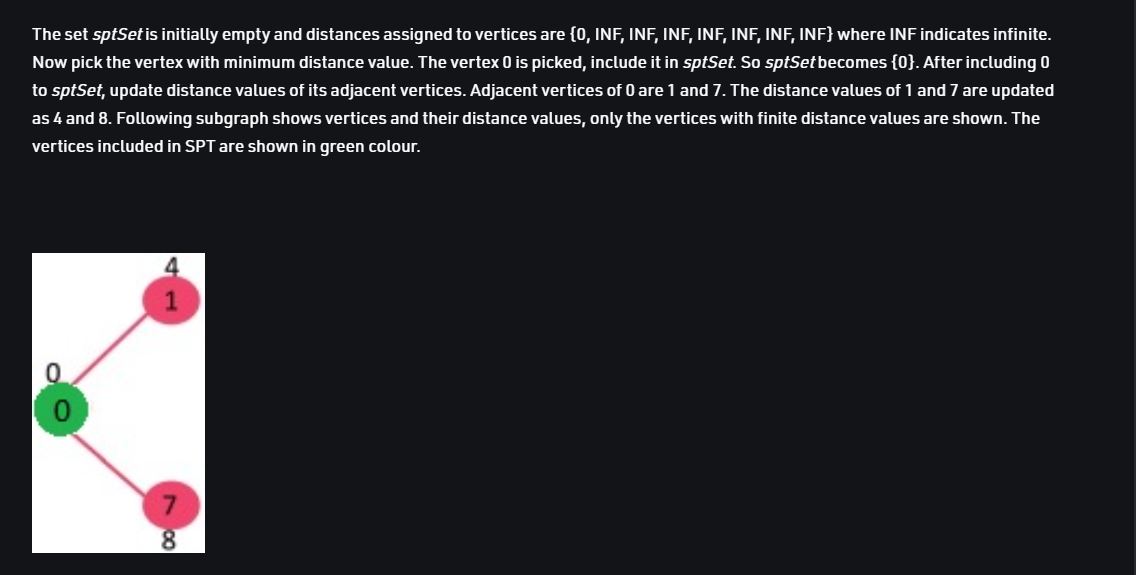 The set sptSet is initially empty and distances assigned to vertices are {0, INF, INF, INF, INF, INF, INF, INF} where INF indicates infinite.
Now pick the vertex with minimum distance value. The vertex 0 is picked, include it in sptSet. So sptSet becomes {0}. After including 0
to sptSet, update distance values of its adjacent vertices. Adjacent vertices of 0 are 1 and 7. The distance values of 1 and 7 are updated
as 4 and 8. Following subgraph shows vertices and their distance values, only the vertices with finite distance values are shown. The
vertices included in SPT are shown in green colour.
4
1
0
0
7
8